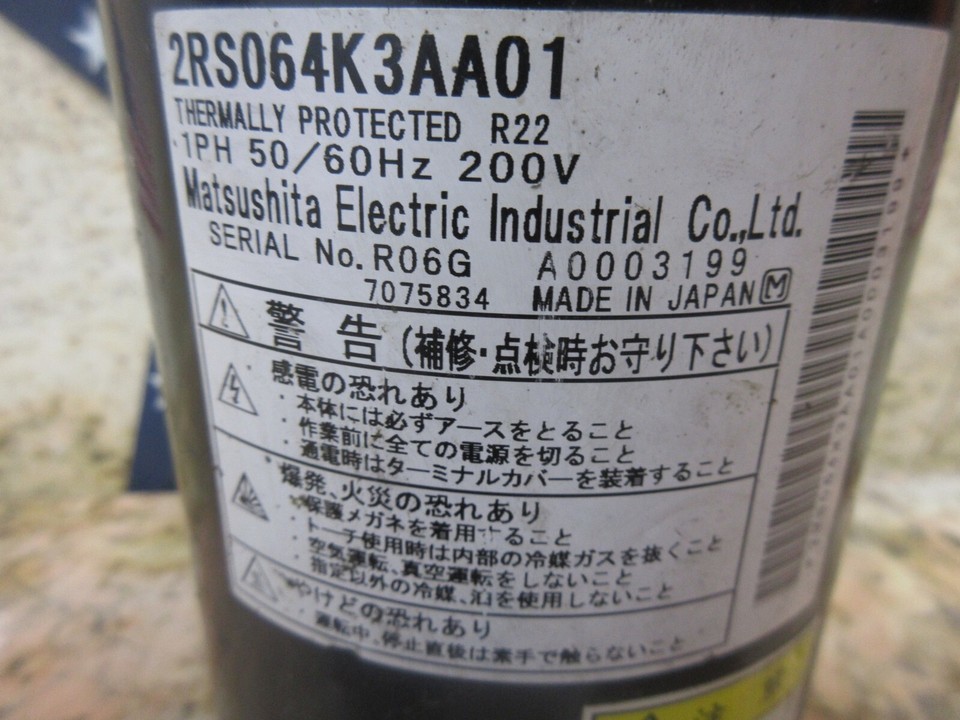 2RS064K3AA01
THERMALLY PROTECTED R22
1PH 50/60Hz 200V
Matsushita Electric Industrial Co.,Ltd.
SERIAL No. R06G A0003199
7075834 MADE IN JAPAN M
警告(補修・点検時お守り下さい)
感電の恐れあり
・本体には必ずアースをとること
・作業前に全ての電源を切ること
・通電時はターミナルカバーを装着すること
爆発、火災の恐れあり
・保護メガネを着用すること
・トーチ使用時は内部の冷媒ガスを抜くこと
・空気運転、真空運転をしないこと
・指定以外の冷媒、油を使用しないこと
やけどの恐れあり
運転中、停止直後は素手で触らないこと